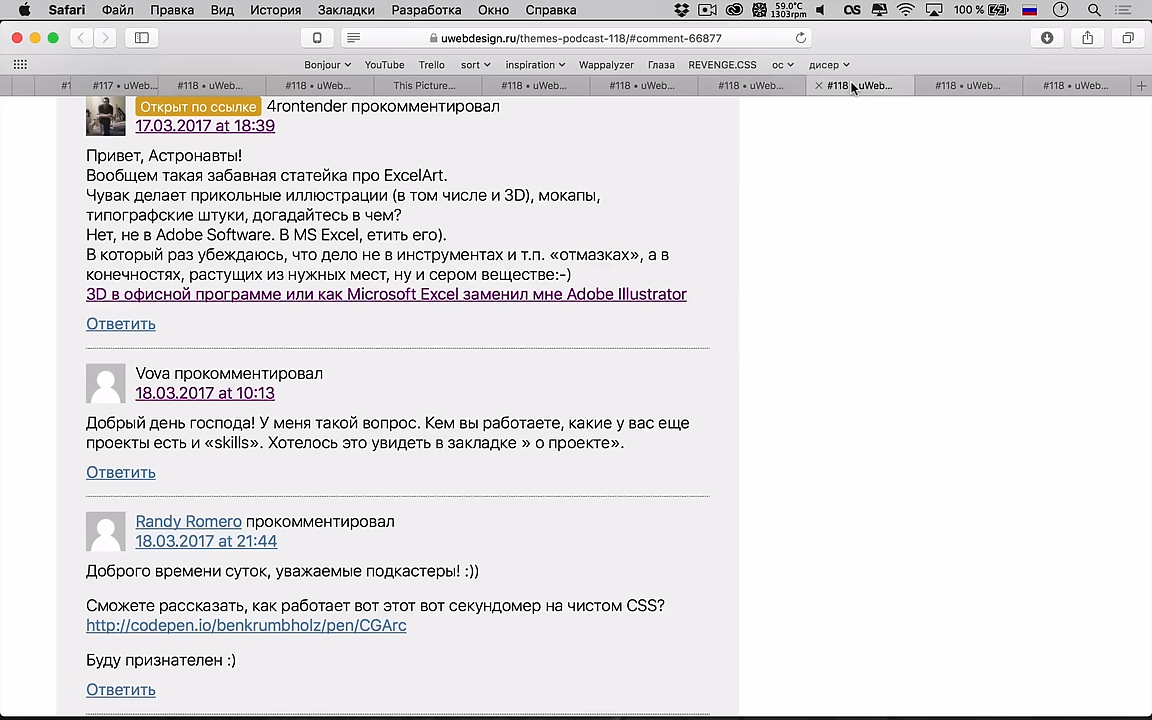 Safari Файл Правка Вид История Закладки Разработка Окно Справка 59.0°C 1303rpm 100 %
uwebdesign.ru/themes-podcast-118/#comment-66877
Bonjour YouTube Trello sort inspiration Wappalyzer Глаза REVENGE.CSS ос дисер
#1 #117 • uWeb... #118 • uWeb... #118 • uWeb... This Picture... #118 • uWeb... #118 • uWeb... #118 • uWeb... #118 • uWeb... #118 • uWeb... #118 • uWeb...
Открыт по ссылке 4rontender прокомментировал
17.03.2017 at 18:39
Привет, Астронавты!
Вообщем такая забавная статейка про ExcelArt.
Чувак делает прикольные иллюстрации (в том числе и 3D), мокапы,
типографские штуки, догадайтесь в чем?
Нет, не в Adobe Software. В MS Excel, етить его).
В который раз убеждаюсь, что дело не в инструментах и т.п. «отмазках», а в
конечностях, растущих из нужных мест, ну и сером веществе:-)
3D в офисной программе или как Microsoft Excel заменил мне Adobe Illustrator
Ответить
Vova прокомментировал
18.03.2017 at 10:13
Добрый день господа! У меня такой вопрос. Кем вы работаете, какие у вас еще
проекты есть и «skills». Хотелось это увидеть в закладке » о проекте».
Ответить
Randy Romero прокомментировал
18.03.2017 at 21:44
Доброго времени суток, уважаемые подкастеры! :))
Сможете рассказать, как работает вот этот вот секундомер на чистом CSS?
http://codepen.io/benkrumbholz/pen/CGArc
Буду признателен :)
Ответить